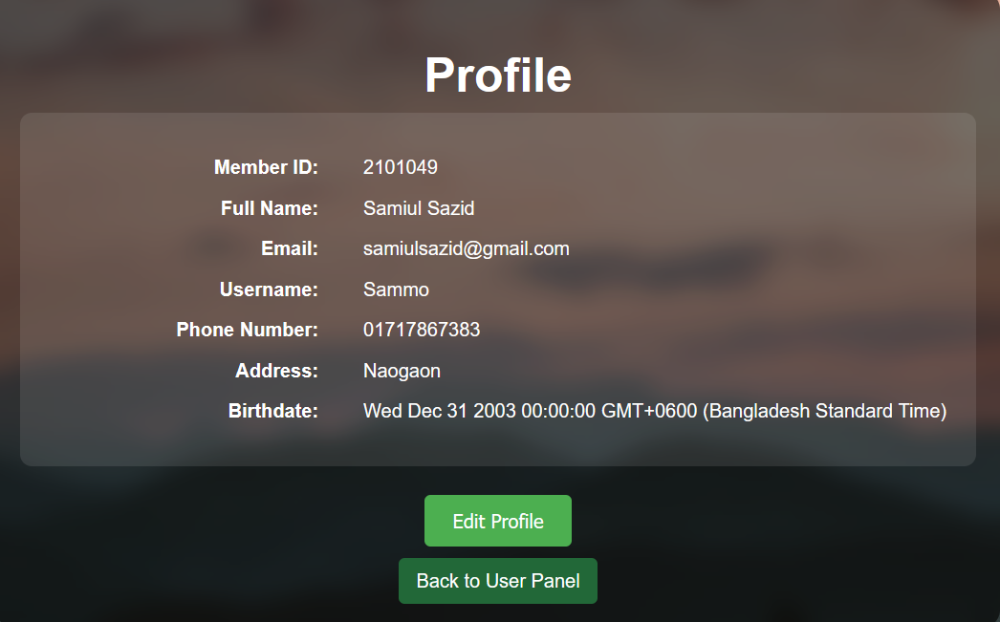 Profile
Member ID: 2101049
Full Name: Samiul Sazid
Email: samiulsazid@gmail.com
Username: Sammo
Phone Number: 01717867383
Address: Naogaon
Birthdate: Wed Dec 31 2003 00:00:00 GMT+0600 (Bangladesh Standard Time)
Edit Profile
Back to User Panel